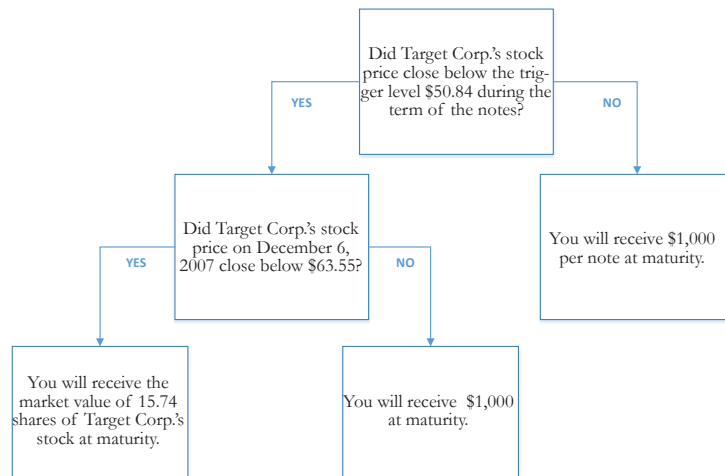 Did Target Corp.'s stock
price close below the trig-
ger level $50.84 during the
term of the notes?
YES
NO
Did Target Corp.'s stock
price on December 6,
2007 close below $63.55?
You will receive $1,000
per note at maturity.
YES
NO
You will receive the
market value of 15.74
shares of Target Corp.'s
stock at maturity.
You will receive $1,000
at maturity.